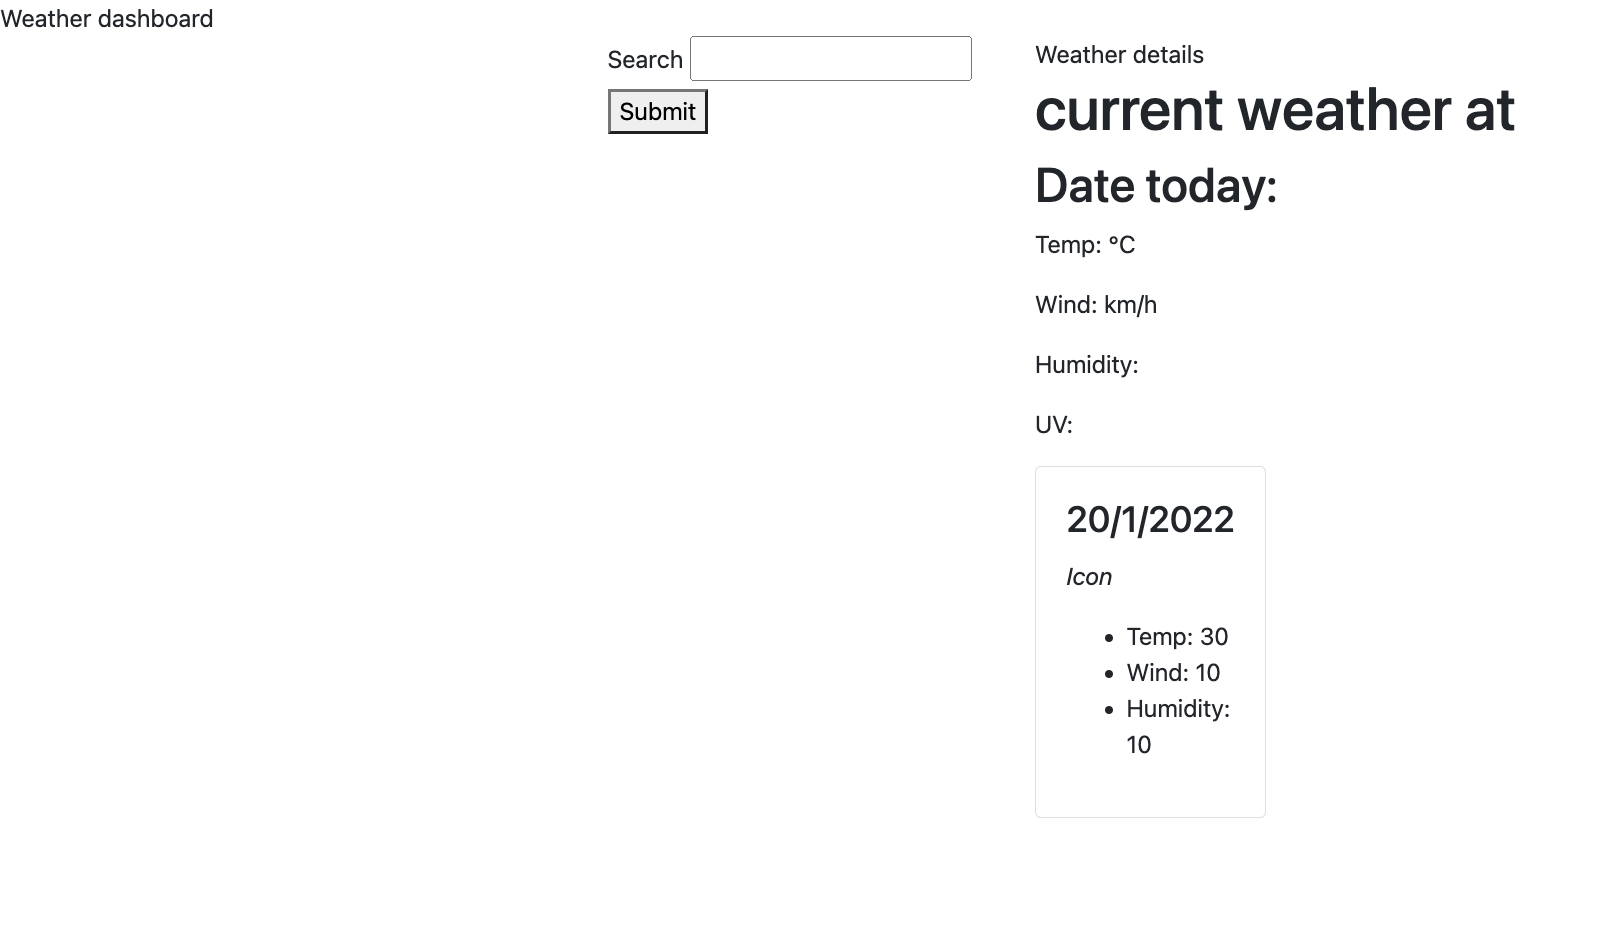 Weather dashboard
Search
Submit
Weather details
current weather at
Date today:
Temp: °C
Wind: km/h
Humidity:
UV:
20/1/2022
Icon
Temp: 30
Wind: 10
Humidity:
10